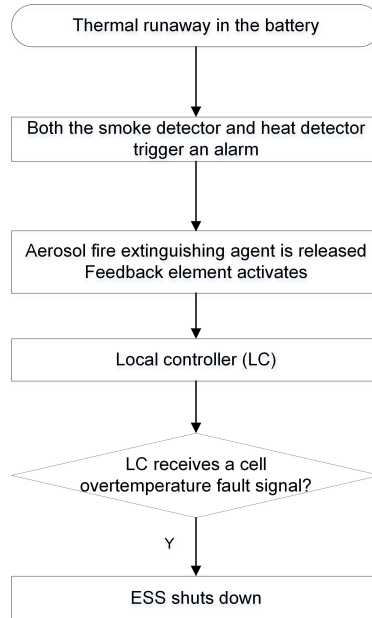 Thermal runaway in the battery
Both the smoke detector and heat detector
trigger an alarm
Aerosol fire extinguishing agent is released
Feedback element activates
Local controller (LC)
LC receives a cell
overtemperature fault signal?
Y
ESS shuts down